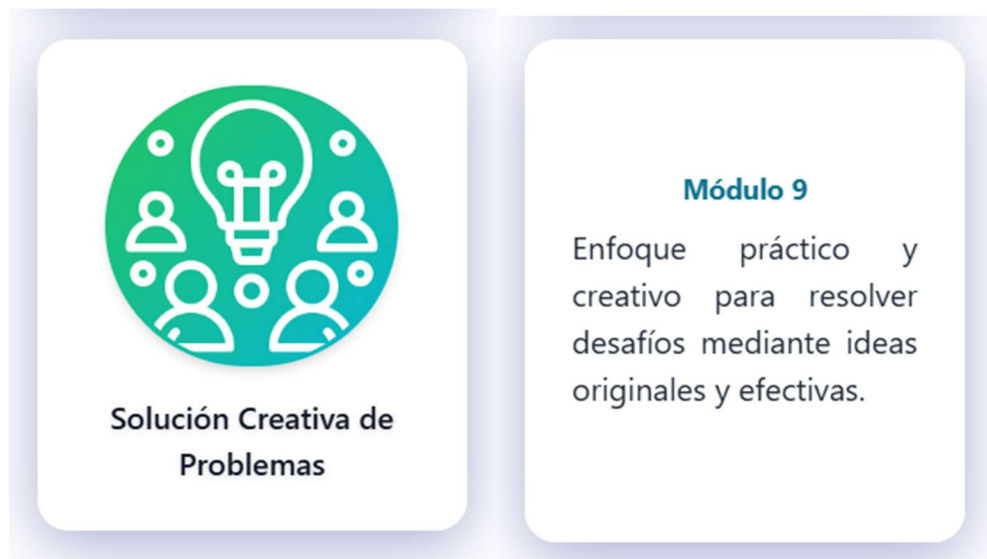 Solución Creativa de
Problemas
Módulo 9
Enfoque práctico y
creativo para resolver
desafíos mediante ideas
originales y efectivas.